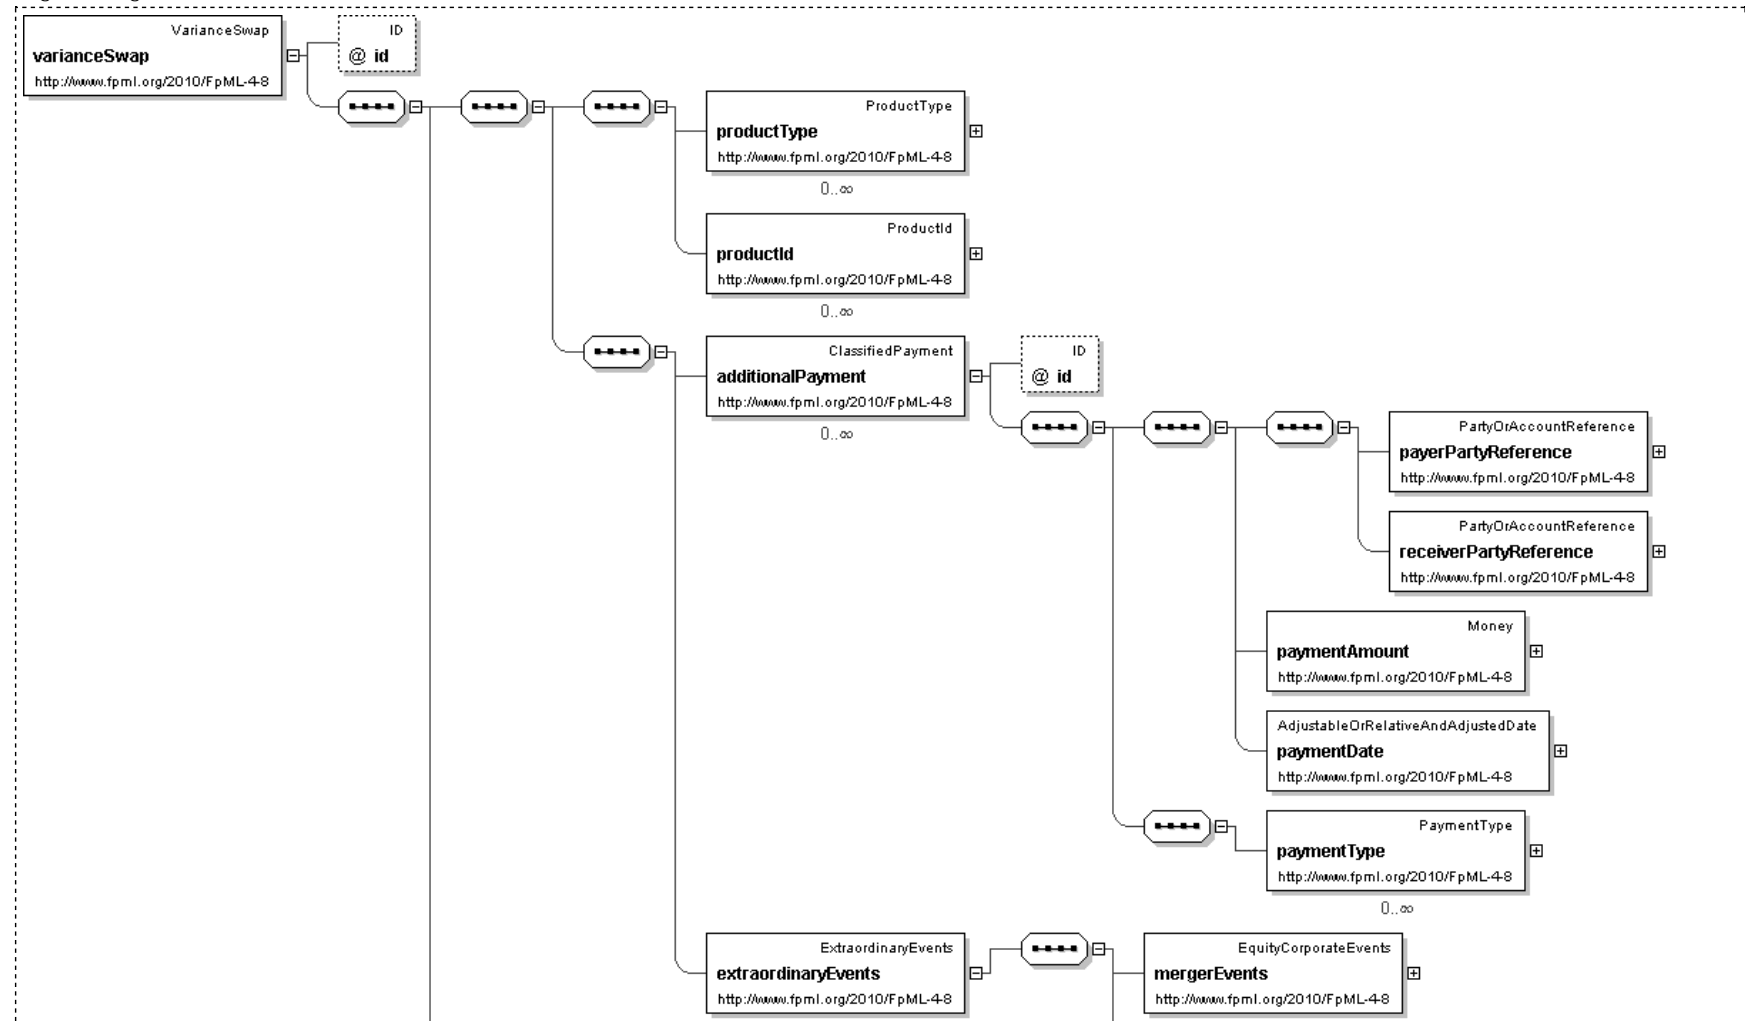 VarianceSwap
varianceSwap
http://www.fpml.org/2010/FpML-4-8
ID
@ id
ProductType
productType
http://www.fpml.org/2010/FpML-4-8
0..∞
ProductId
productId
http://www.fpml.org/2010/FpML-4-8
0..∞
ClassifiedPayment
additionalPayment
http://www.fpml.org/2010/FpML-4-8
0..∞
ID
@ id
PartyOrAccountReference
payerPartyReference
http://www.fpml.org/2010/FpML-4-8
PartyOrAccountReference
receiverPartyReference
http://www.fpml.org/2010/FpML-4-8
Money
paymentAmount
http://www.fpml.org/2010/FpML-4-8
AdjustableOrRelativeAndAdjustedDate
paymentDate
http://www.fpml.org/2010/FpML-4-8
PaymentType
paymentType
http://www.fpml.org/2010/FpML-4-8
0..∞
ExtraordinaryEvents
extraordinaryEvents
http://www.fpml.org/2010/FpML-4-8
EquityCorporateEvents
mergerEvents
http://www.fpml.org/2010/FpML-4-8